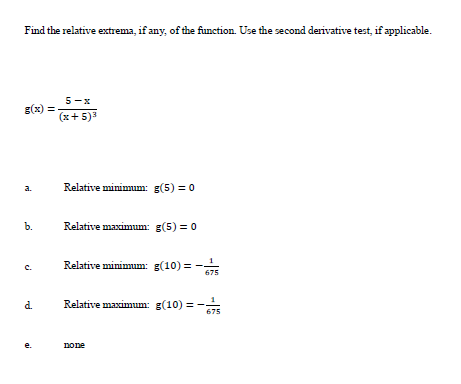 Find the relative extrema, if any, of the function. Use the second derivative test, if applicable.
g(x) = \frac{5 - x}{(x + 5)^3}
a. Relative minimum: g(5) = 0
b. Relative maximum: g(5) = 0
c. Relative minimum: g(10) = -\frac{1}{675}
d. Relative maximum: g(10) = -\frac{1}{675}
e. none